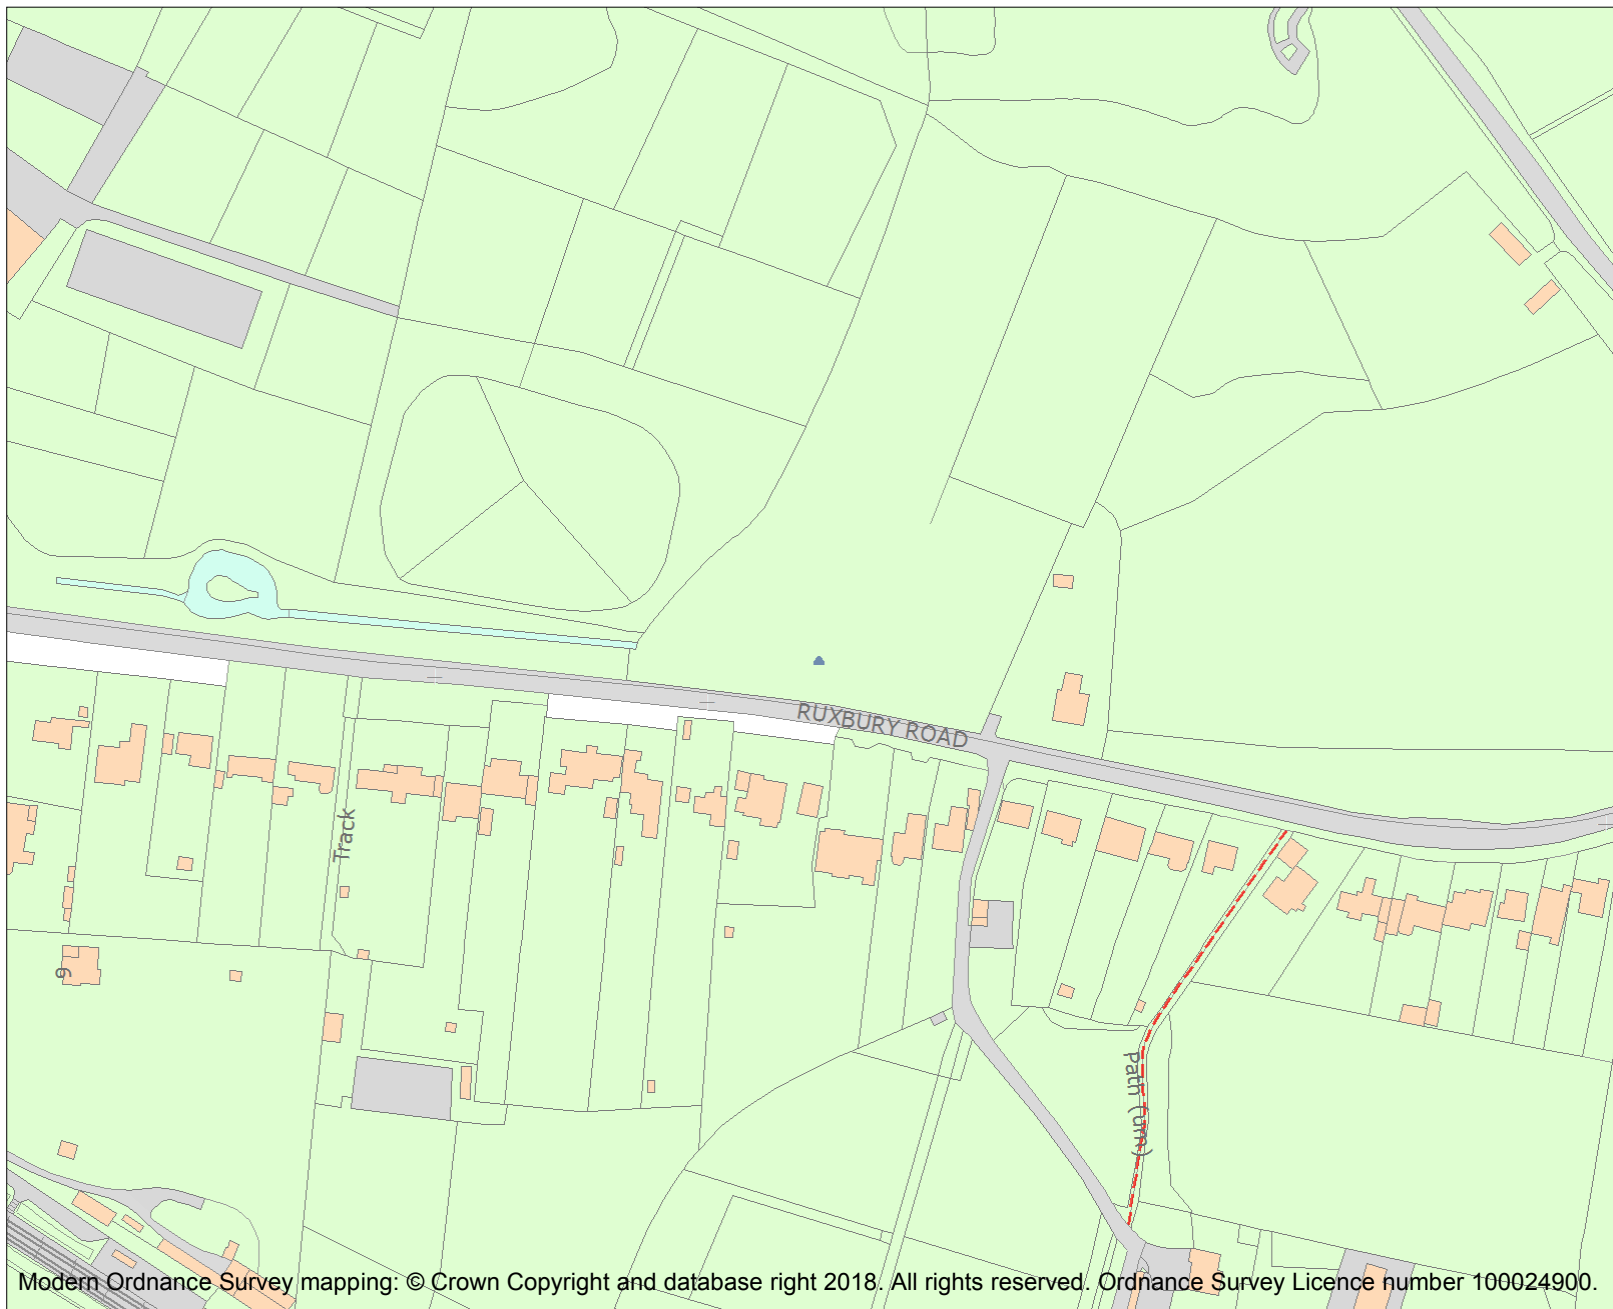 RUXBURY ROAD
Track
9
Path (um)
Modern Ordnance Survey mapping: © Crown Copyright and database right 2018. All rights reserved. Ordnance Survey Licence number 100024900.